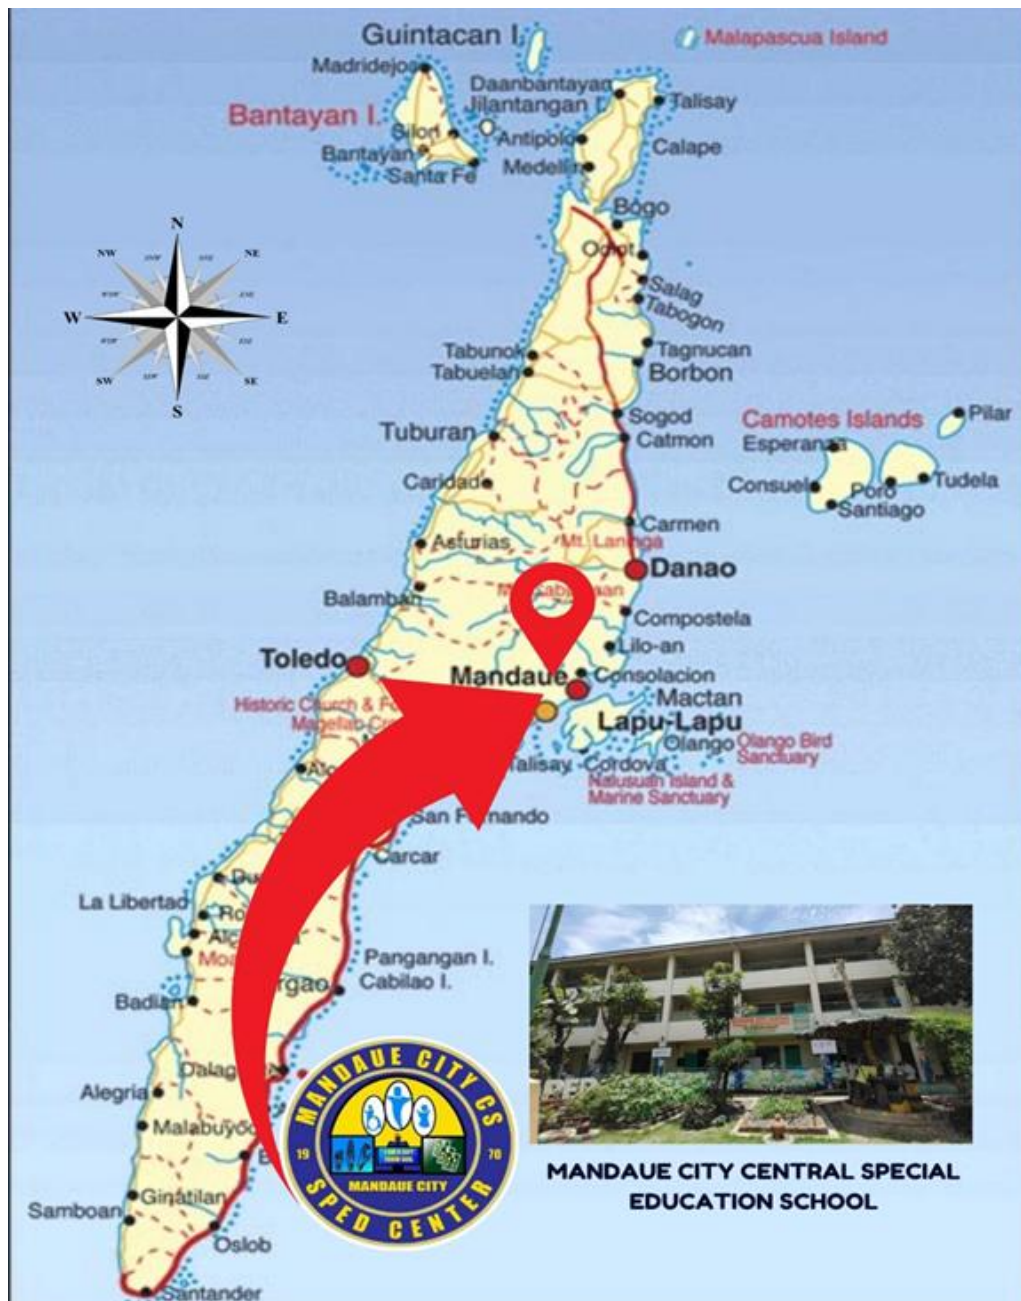 Guintacan I.
Malapascua Island
Madridejos
Daanbantayan
Jilantangan I.
Talisay
Bantayan I.
Silon
Antipolo
Calape
Bantayan
Santa Fe
Medellin
Bogo
Odlot
N
NW
NE
W
E
SW
SE
S
Salag
Tabogon
Tabunok
Tagnucan
Tabuelan
Borbon
Sogod
Camotes Islands
Pilar
Tuburan
Catmon
Esperanza
Caridad
Consuelo
Poro
Tudela
Santiago
Carmen
Asturias
Danao
Balamban
Compostela
Lilo-an
Toledo
Mandaue
Consolacion
Mactan
Historic Church &
Lapu-Lapu
Olango
Olango Bird
Sanctuary
Talisay
Cordova
Nalusuan Island &
Marine Sanctuary
San Fernando
Carcar
La Libertad
Pangangan I.
Cabilao I.
Badian
Alegria
Malabuyoc
Ginatilan
Samboan
Oslob
Santander
MANDAUE CITY CS
19 70
MANDAUE CITY
SPED CENTER
MANDAUE CITY CENTRAL SPECIAL
EDUCATION SCHOOL